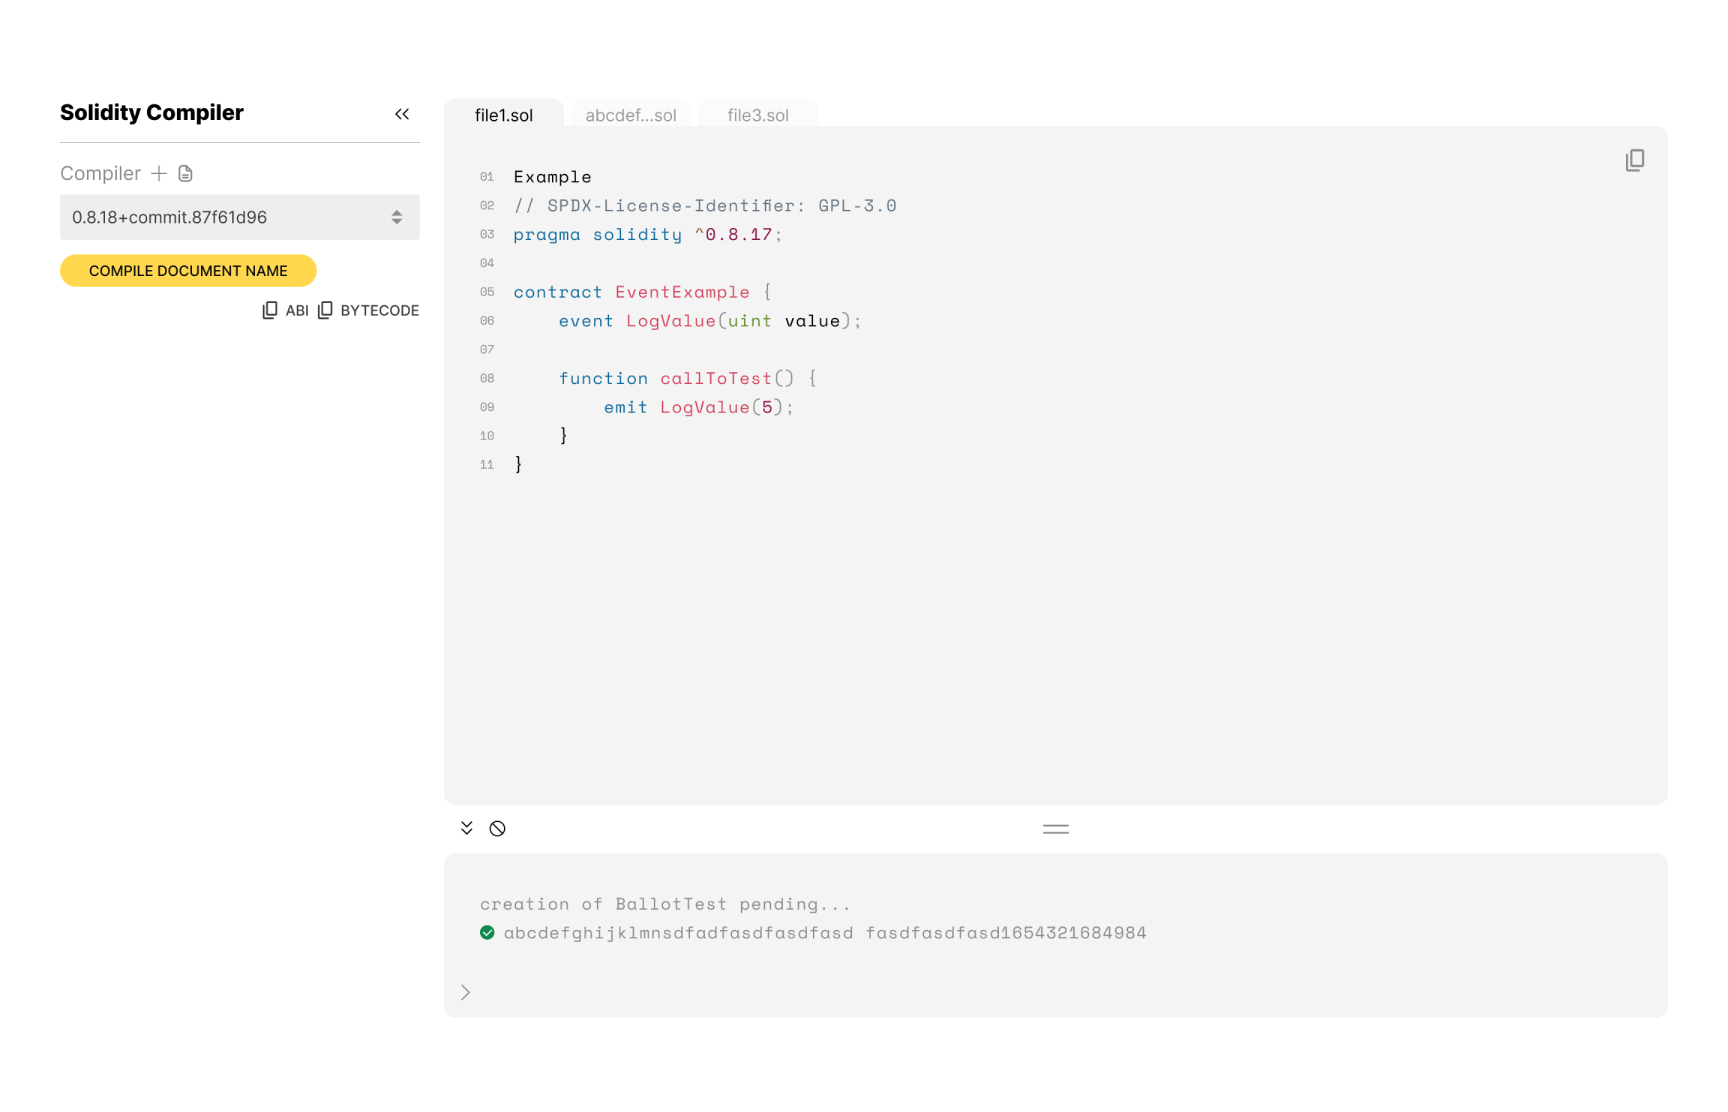 Solidity Compiler
Compiler
0.8.18+commit.87f61d96
COMPILE DOCUMENT NAME
ABI BYTECODE
file1.sol abcdef...sol file3.sol
01 Example
02 // SPDX-License-Identifier: GPL-3.0
03 pragma solidity ^0.8.17;
04
05 contract EventExample {
06     event LogValue(uint value);
07
08     function callToTest() {
09         emit LogValue(5);
10     }
11 }
creation of BallotTest pending...
abcdefghijklmnsdfadfasdfasdfasd fasdfasdfasd1654321684984
>